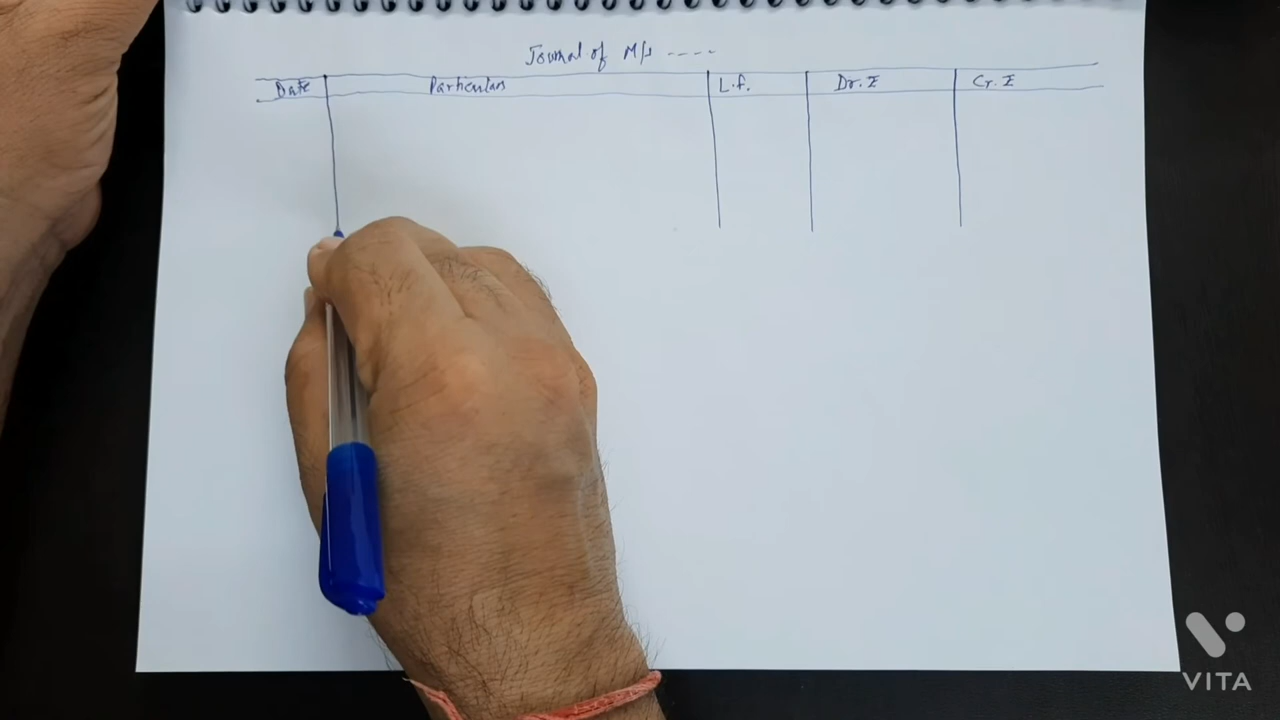 Journal of M/s ----
Date Particulars L.f. Dr. ₹ Cr. ₹
VITA